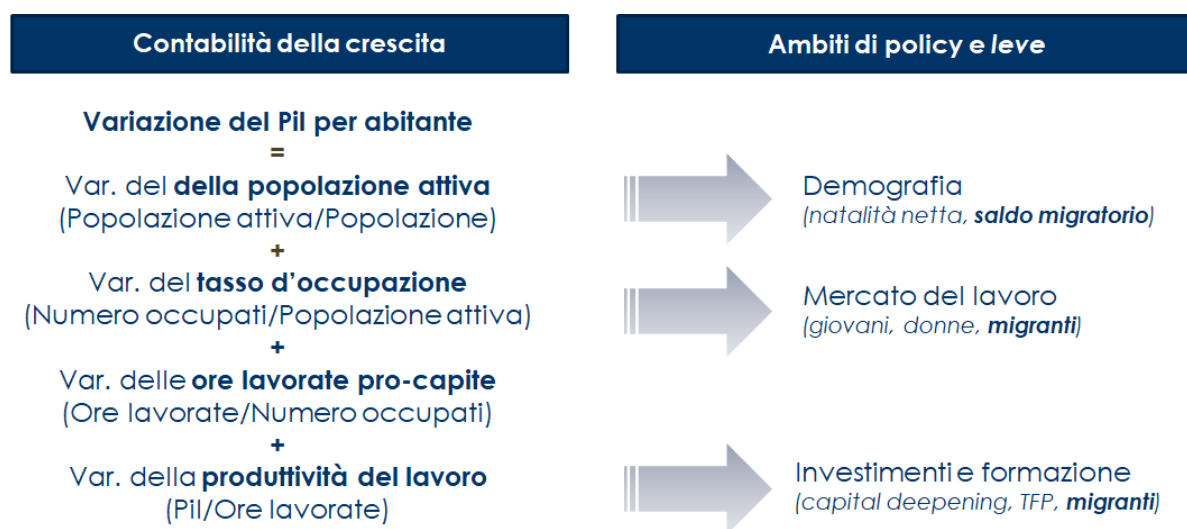 Contabilità della crescita
Variazione del Pil per abitante
=
Var. del della popolazione attiva
(Popolazione attiva/Popolazione)
+
Var. del tasso d'occupazione
(Numero occupati/Popolazione attiva)
+
Var. delle ore lavorate pro-capite
(Ore lavorate/Numero occupati)
+
Var. della produttività del lavoro
(Pil/Ore lavorate)
Ambiti di policy e leve
Demografia
(natalità netta, saldo migratorio)
Mercato del lavoro
(giovani, donne, migranti)
Investimenti e formazione
(capital deepening, TFP, migranti)